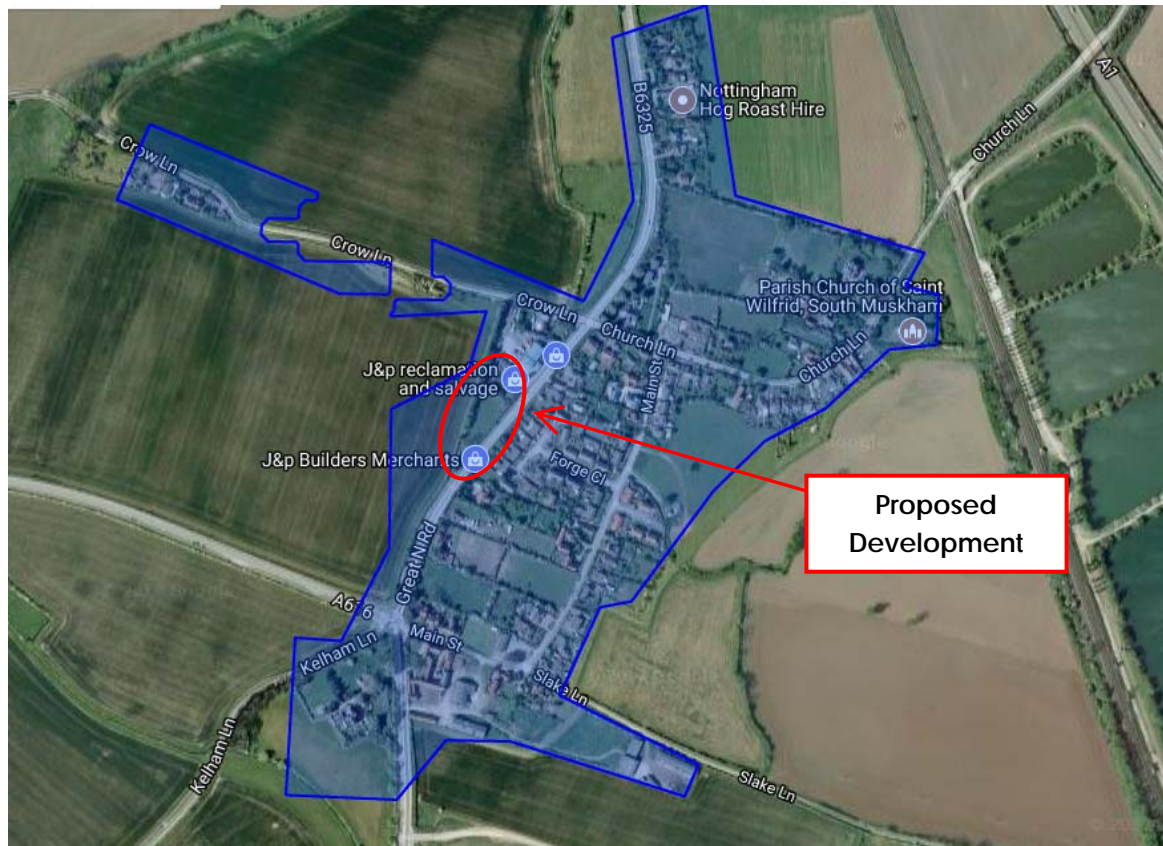 A1
B6325
Nottingham
Hog Roast Hire
Church Ln
Crow Ln
Crow Ln
Parish Church of Saint
Wilfrid, South Muskham
Crow Ln
Church Ln
Church Ln
Main St
J&p reclamation
and salvage
J&p Builders Merchants
Forge Cl
Proposed
Development
Great N Rd
A616
Main St
Kelham Ln
Slake Ln
Kelham Ln
Slake Ln